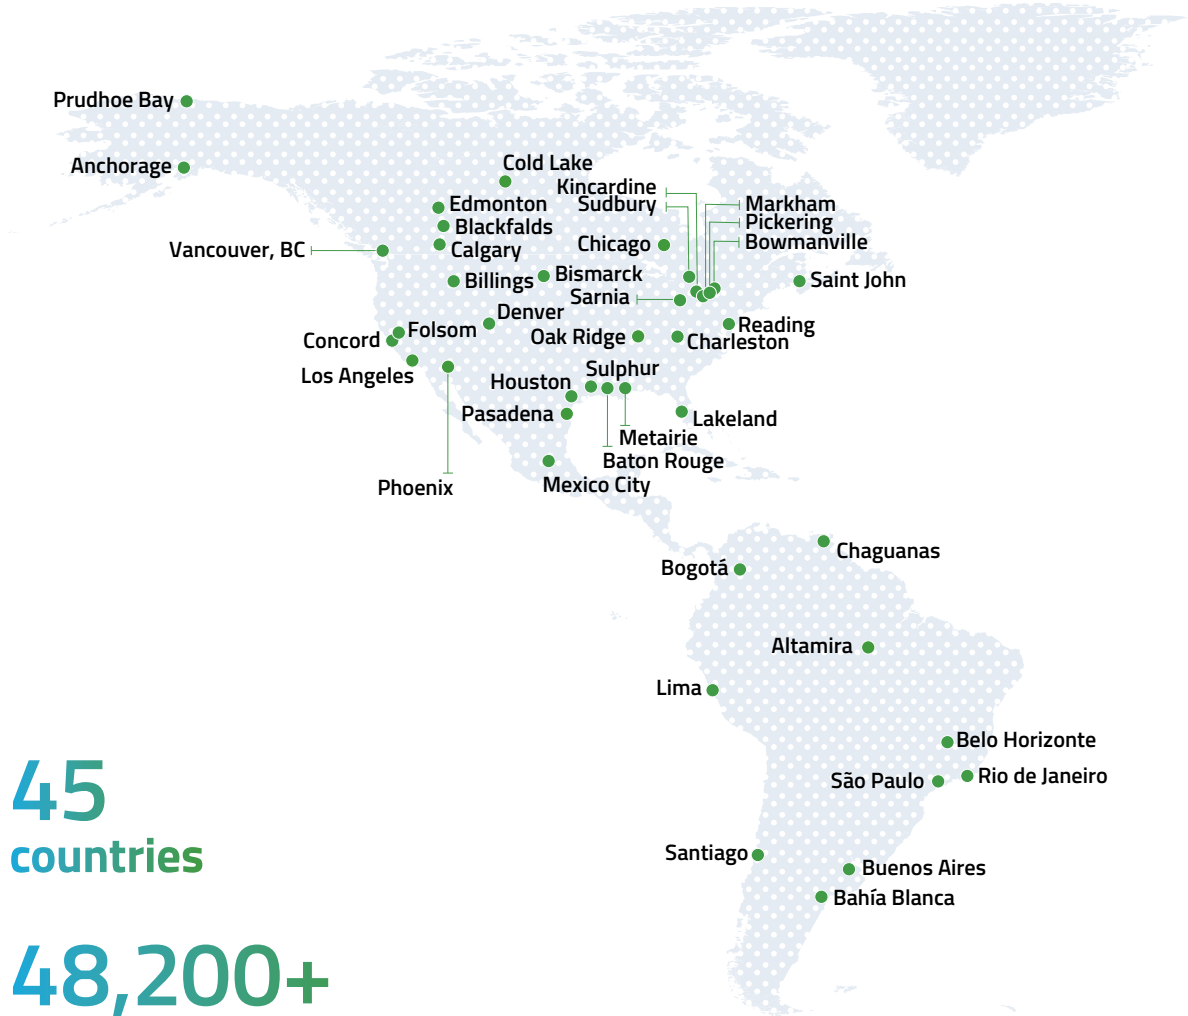 Prudhoe Bay
Anchorage
Cold Lake
Kincardine
Sudbury
Markham
Pickering
Bowmanville
Edmonton
Blackfalds
Calgary
Vancouver, BC
Chicago
Billings
Bismarck
Sarnia
Saint John
Denver
Folsom
Concord
Oak Ridge
Reading
Charleston
Los Angeles
Sulphur
Houston
Pasadena
Lakeland
Metairie
Baton Rouge
Phoenix
Mexico City
Chaguanas
Bogotá
Altamira
Lima
Belo Horizonte
São Paulo
Rio de Janeiro
Santiago
Buenos Aires
Bahía Blanca
45
countries
48,200+